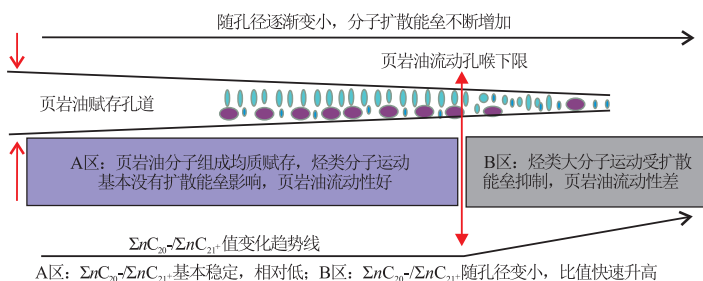 随孔径逐渐变小，分子扩散能垒不断增加
页岩油流动孔喉下限
页岩油赋存孔道
A区：页岩油分子组成均质赋存，烃类分子运动
基本没有扩散能垒影响，页岩油流动性好
B区：烃类大分子运动受扩散
能垒抑制，页岩油流动性差
ΣnC₂₀-/ΣnC₂₁+值变化趋势线
A区：ΣnC₂₀-/ΣnC₂₁+基本稳定，相对低；B区：ΣnC₂₀-/ΣnC₂₁+随孔径变小，比值快速升高